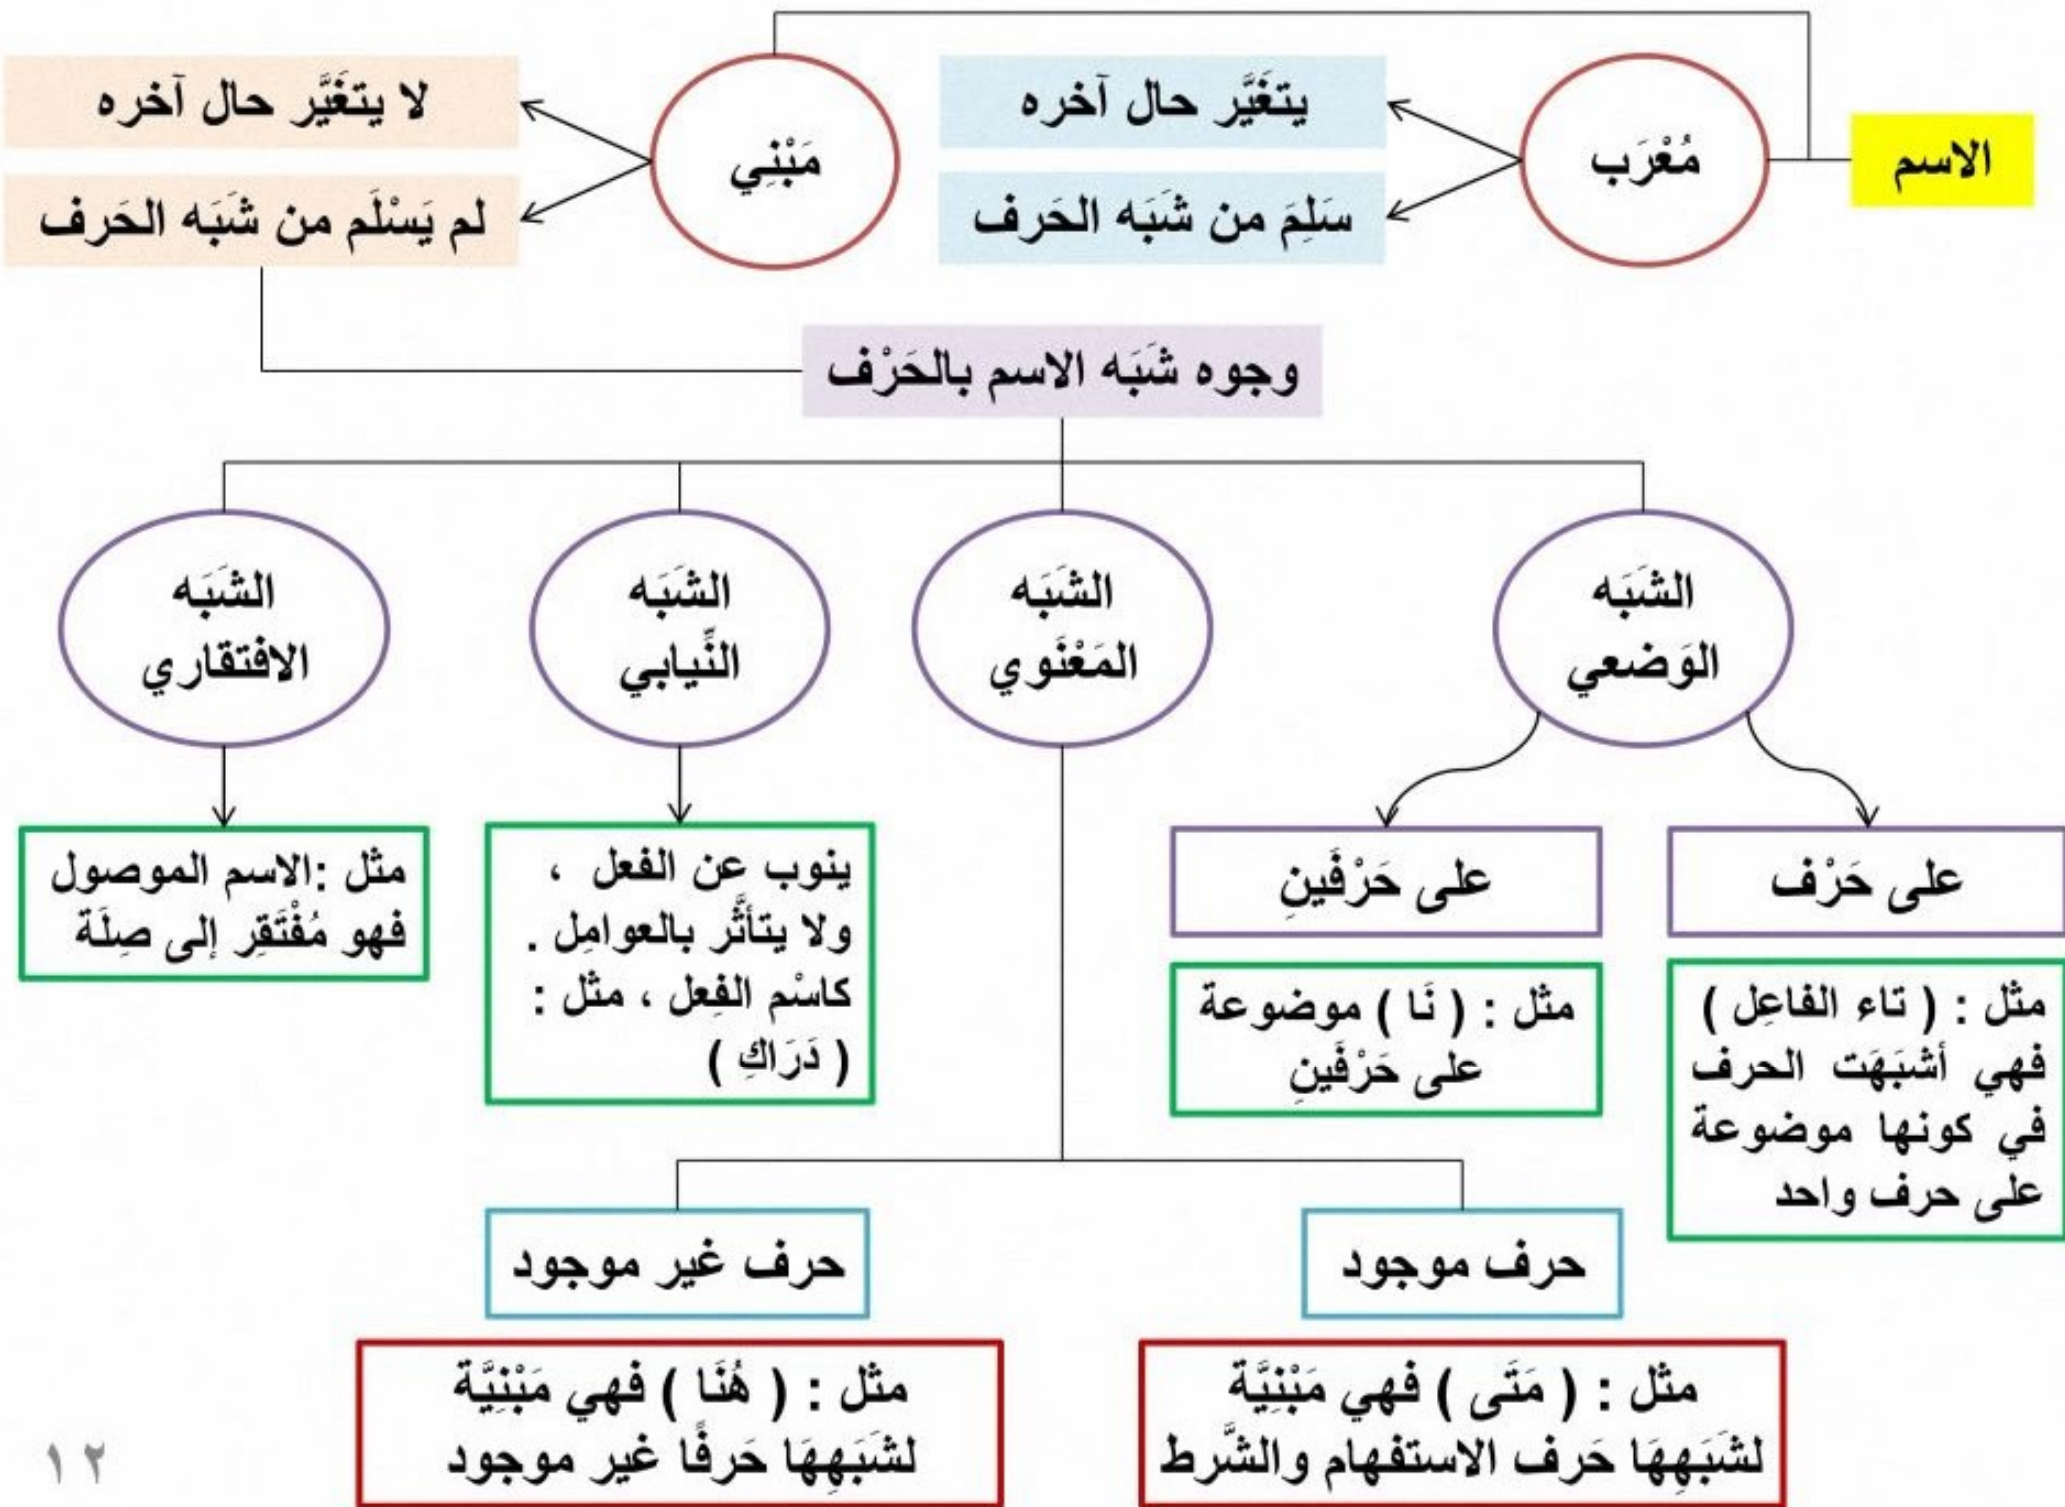 الاسم
مُعْرَب
يتغَيَّر حال آخره
سَلِمَ من شَبَه الحَرف
مَبْنِي
لا يتغَيَّر حال آخره
لم يَسْلَم من شَبَه الحَرف
وجوه شَبَه الاسم بالحَرْف
الشَبَه
الوَضعي
الشَبَه
المَعْنَوي
الشَبَه
النِّيابي
الشَبَه
الافتقاري
على حَرْف
على حَرْفَينِ
مثل : ( تاء الفاعِل )
فهي أشبَهَت الحرف
في كونها موضوعة
على حرف واحد
مثل : ( نَا ) موضوعة
على حَرْفَينِ
ينوب عن الفعل ،
ولا يتأثَّر بالعوامِل .
كاسْم الفِعل ، مثل :
( دَرَاكِ )
مثل :الاسم الموصول
فهو مُفْتَقِر إلى صِلَة
حرف موجود
حرف غير موجود
مثل : ( مَتَى ) فهي مَبْنِيَّة
لشَبَهِهَا حَرف الاستفهام والشَّرط
مثل : ( هُنَا ) فهي مَبْنِيَّة
لشَبَهِهَا حَرفًا غير موجود
١٢